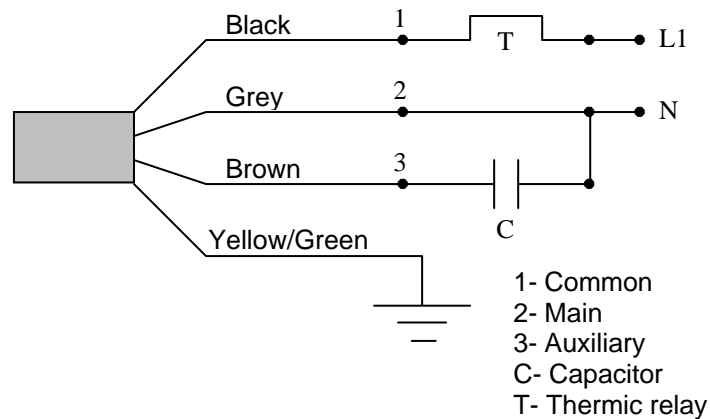 Black
1
T
L1
Grey
2
N
Brown
3
C
Yellow/Green
1- Common
2- Main
3- Auxiliary
C- Capacitor
T- Thermic relay